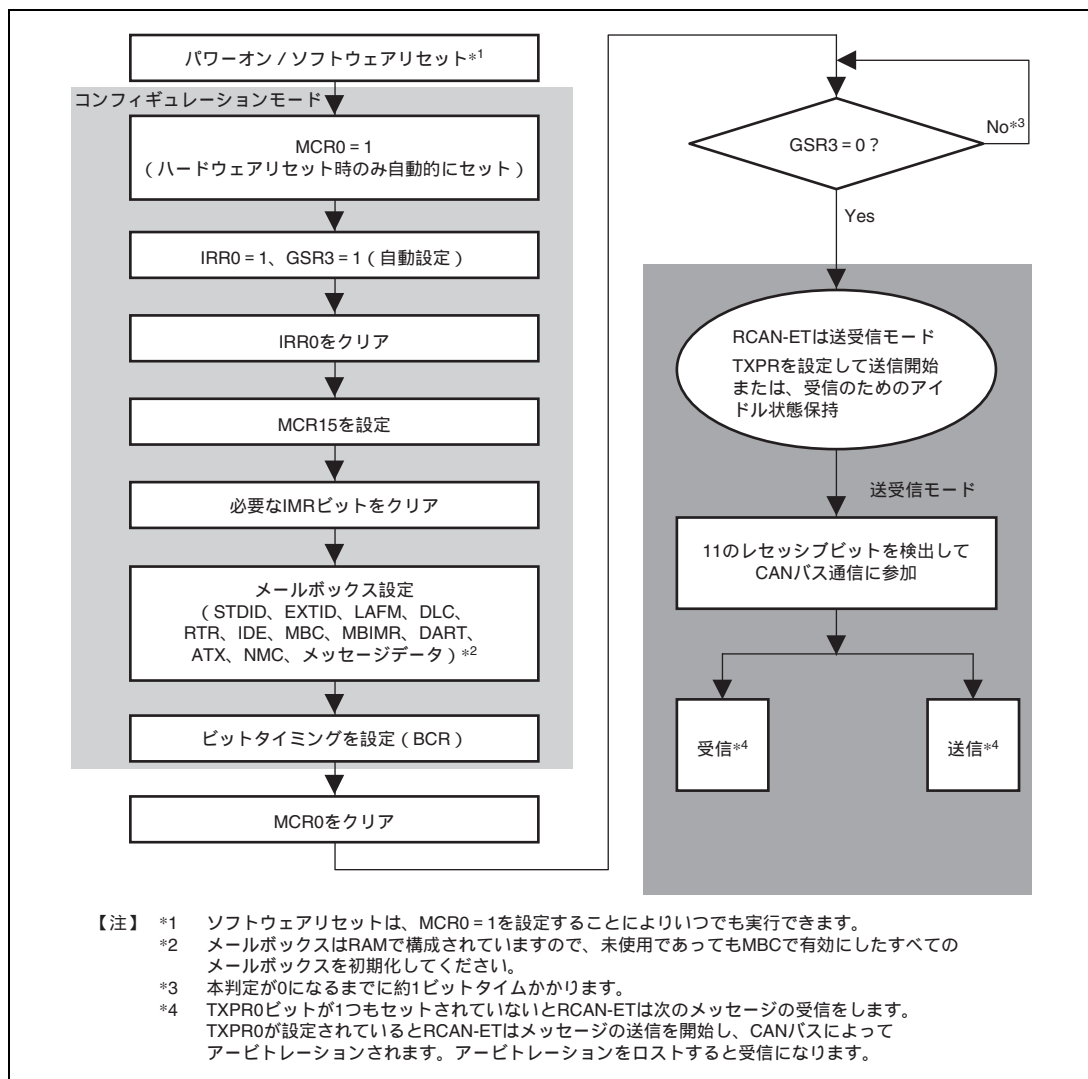 パワーオン / ソフトウェアリセット*1
コンフィギュレーションモード
MCR0 = 1
( ハードウェアリセット時のみ自動的にセット )
IRR0 = 1、GSR3 = 1 ( 自動設定 )
IRR0をクリア
MCR15を設定
必要なIMRビットをクリア
メールボックス設定
( STDID、EXTID、LAFM、DLC、
RTR、IDE、MBC、MBIMR、DART、
ATX、NMC、メッセージデータ ) *2
ビットタイミングを設定 ( BCR )
MCR0をクリア
GSR3 = 0 ?
No*3
Yes
RCAN-ETは送受信モード
TXPRを設定して送信開始
または、受信のためのアイ
ドル状態保持
送受信モード
11のレセッシブビットを検出して
CANバス通信に参加
受信*4
送信*4
【注】 *1 ソフトウェアリセットは、MCR0 = 1を設定することによりいつでも実行できます。
*2 メールボックスはRAMで構成されていますので、未使用であってもMBCで有効にしたすべての
メールボックスを初期化してください。
*3 本判定が0になるまでに約1ビットタイムかかります。
*4 TXPR0ビットが1つもセットされていないとRCAN-ETは次のメッセージの受信をします。
TXPR0が設定されているとRCAN-ETはメッセージの送信を開始し、CANバスによって
アービトレーションされます。アービトレーションをロストすると受信になります。